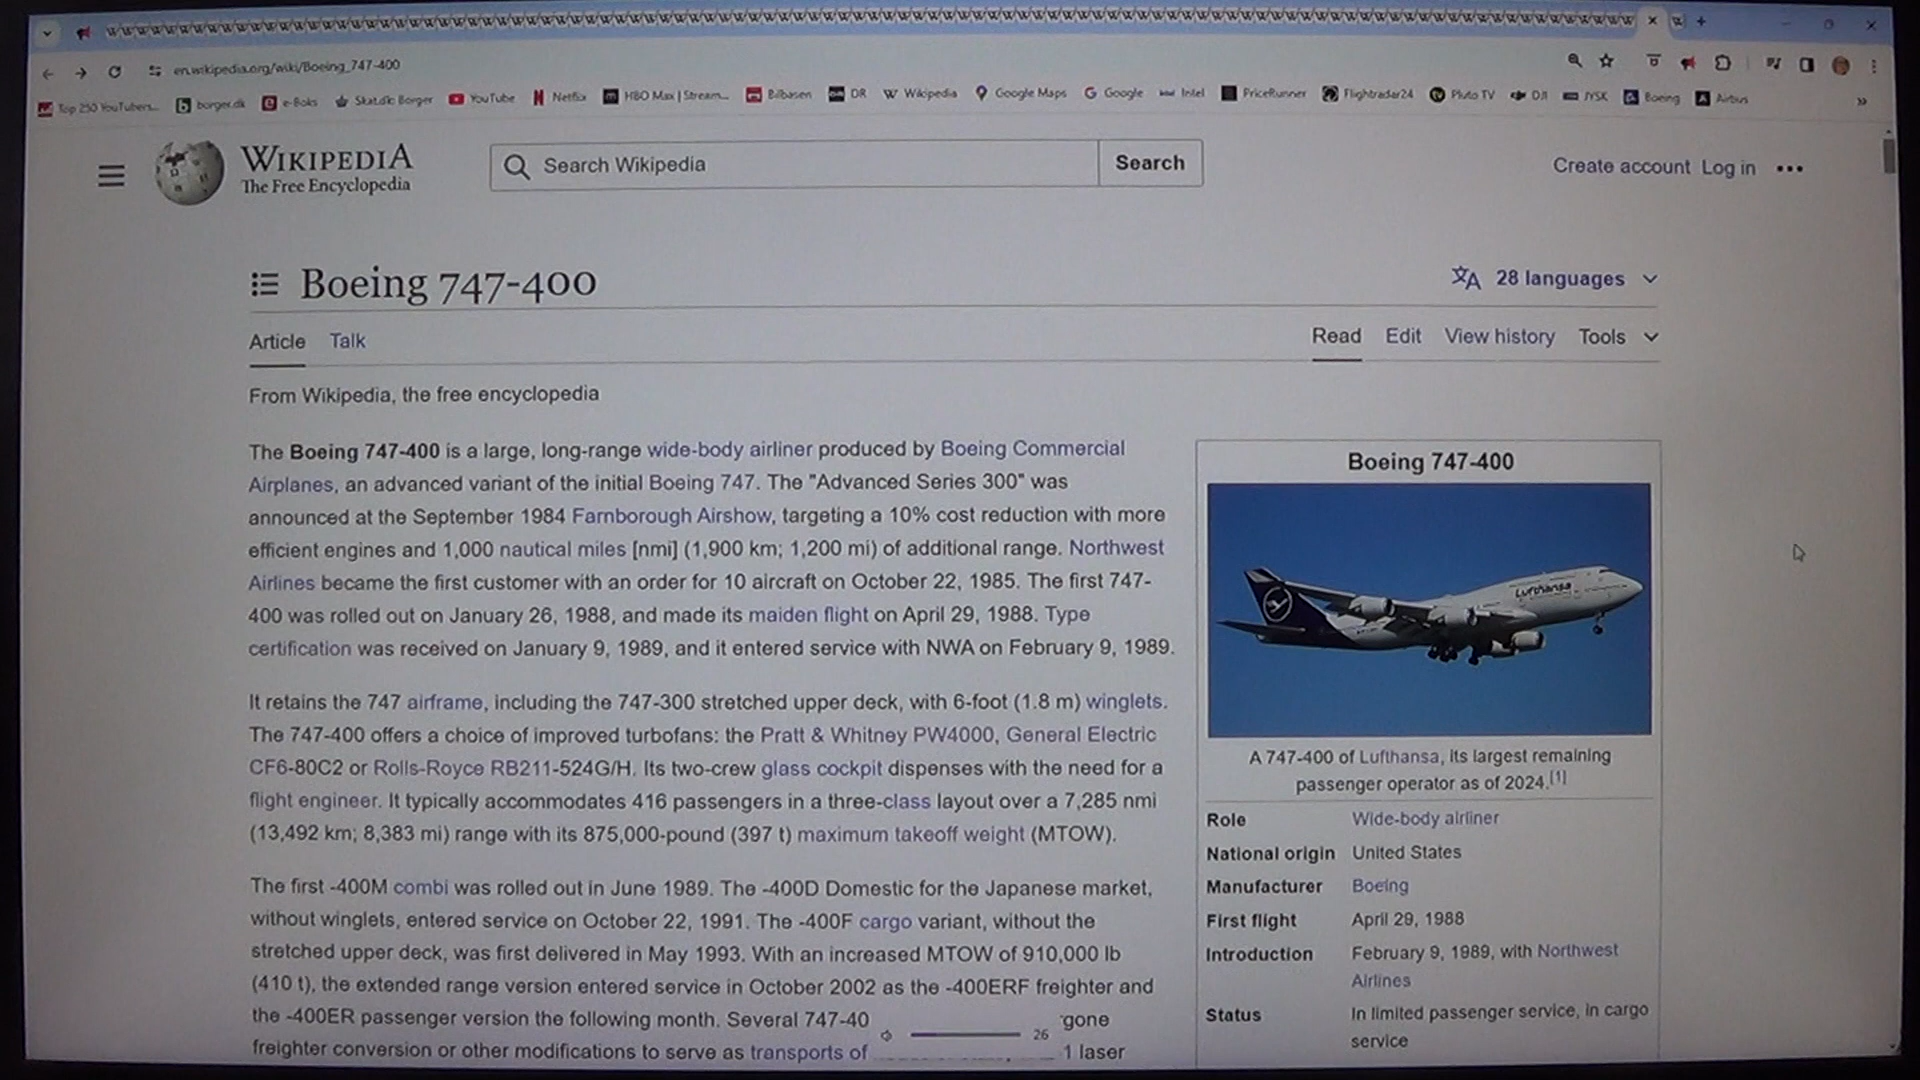 en.wikipedia.org/wiki/Boeing_747-400
Top 250 YouTubers... borger.dk e-Boks Skat.dk: Borger YouTube Netflix HBO Max | Stream... Bilbasen DR Wikipedia Google Maps Google Intel PriceRunner Flightradar24 Pluto TV DJI JYSK Boeing Airbus
WIKIPEDIA
The Free Encyclopedia
Search Wikipedia Search
Create account Log in
Boeing 747-400
28 languages
Article Talk
Read Edit View history Tools
From Wikipedia, the free encyclopedia
The Boeing 747-400 is a large, long-range wide-body airliner produced by Boeing Commercial
Airplanes, an advanced variant of the initial Boeing 747. The "Advanced Series 300" was
announced at the September 1984 Farnborough Airshow, targeting a 10% cost reduction with more
efficient engines and 1,000 nautical miles [nmi] (1,900 km; 1,200 mi) of additional range. Northwest
Airlines became the first customer with an order for 10 aircraft on October 22, 1985. The first 747-
400 was rolled out on January 26, 1988, and made its maiden flight on April 29, 1988. Type
certification was received on January 9, 1989, and it entered service with NWA on February 9, 1989.
It retains the 747 airframe, including the 747-300 stretched upper deck, with 6-foot (1.8 m) winglets.
The 747-400 offers a choice of improved turbofans: the Pratt & Whitney PW4000, General Electric
CF6-80C2 or Rolls-Royce RB211-524G/H. Its two-crew glass cockpit dispenses with the need for a
flight engineer. It typically accommodates 416 passengers in a three-class layout over a 7,285 nmi
(13,492 km; 8,383 mi) range with its 875,000-pound (397 t) maximum takeoff weight (MTOW).
The first -400M combi was rolled out in June 1989. The -400D Domestic for the Japanese market,
without winglets, entered service on October 22, 1991. The -400F cargo variant, without the
stretched upper deck, was first delivered in May 1993. With an increased MTOW of 910,000 lb
(410 t), the extended range version entered service in October 2002 as the -400ERF freighter and
the -400ER passenger version the following month. Several 747-40 gone
freighter conversion or other modifications to serve as transports of 1 laser
26
Boeing 747-400
Lufthansa
A 747-400 of Lufthansa, its largest remaining
passenger operator as of 2024.[1]
Role Wide-body airliner
National origin United States
Manufacturer Boeing
First flight April 29, 1988
Introduction February 9, 1989, with Northwest
Airlines
Status In limited passenger service, in cargo
service